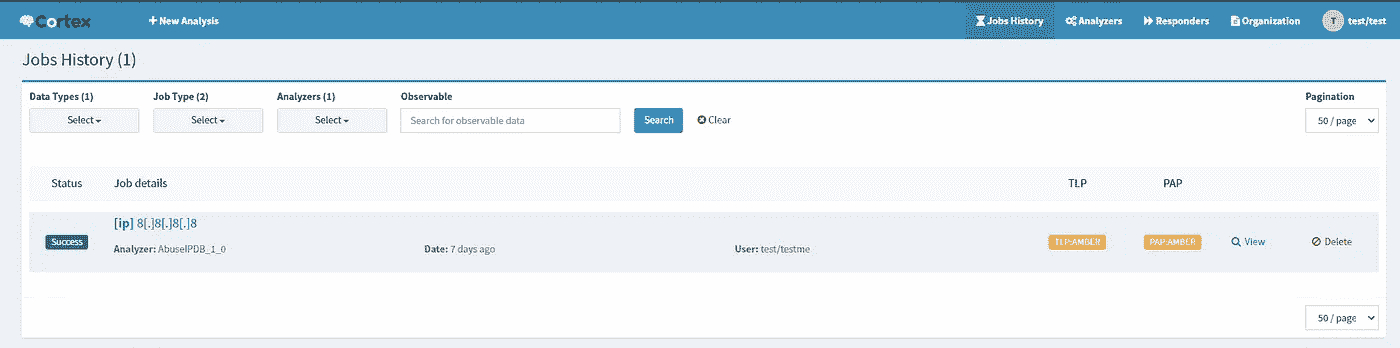 Cortex + New Analysis Jobs History Analyzers Responders Organization T test/test
Jobs History (1)
Data Types (1) Job Type (2) Analyzers (1) Observable Pagination
Select Select Select Search for observable data Search Clear 50 / page
Status Job details TLP PAP
[ip] 8[.]8[.]8[.]8
Success Analyzer: AbuseIPDB_1_0 Date: 7 days ago User: test/testme TLP:AMBER PAP:AMBER View Delete
50 / page